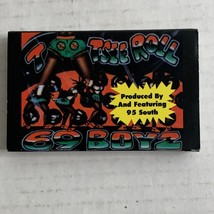 TOOTSEE ROLL
Produced By
And Featuring
95 South
69 BOYZ